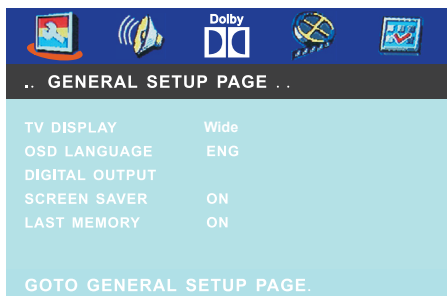 Dolby
.. GENERAL SETUP PAGE ..
TV DISPLAY Wide
OSD LANGUAGE ENG
DIGITAL OUTPUT
SCREEN SAVER ON
LAST MEMORY ON
GOTO GENERAL SETUP PAGE.